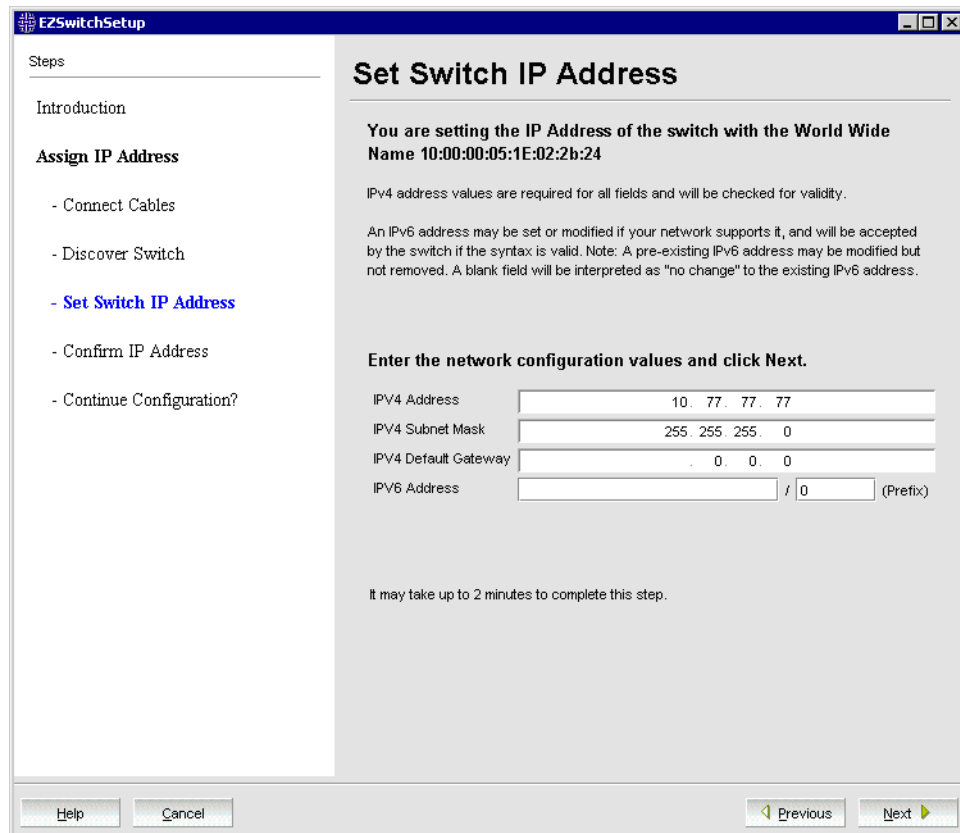 EZSwitchSetup
Steps
Introduction
Assign IP Address
- Connect Cables
- Discover Switch
- Set Switch IP Address
- Confirm IP Address
- Continue Configuration?
Set Switch IP Address
You are setting the IP Address of the switch with the World Wide
Name 10:00:00:05:1E:02:2b:24
IPv4 address values are required for all fields and will be checked for validity.
An IPv6 address may be set or modified if your network supports it, and will be accepted
by the switch if the syntax is valid. Note: A pre-existing IPv6 address may be modified but
not removed. A blank field will be interpreted as "no change" to the existing IPv6 address.
Enter the network configuration values and click Next.
IPV4 Address 10. 77. 77. 77
IPV4 Subnet Mask 255. 255. 255. 0
IPV4 Default Gateway . 0. 0. 0
IPV6 Address / 0 (Prefix)
It may take up to 2 minutes to complete this step.
Help Cancel Previous Next